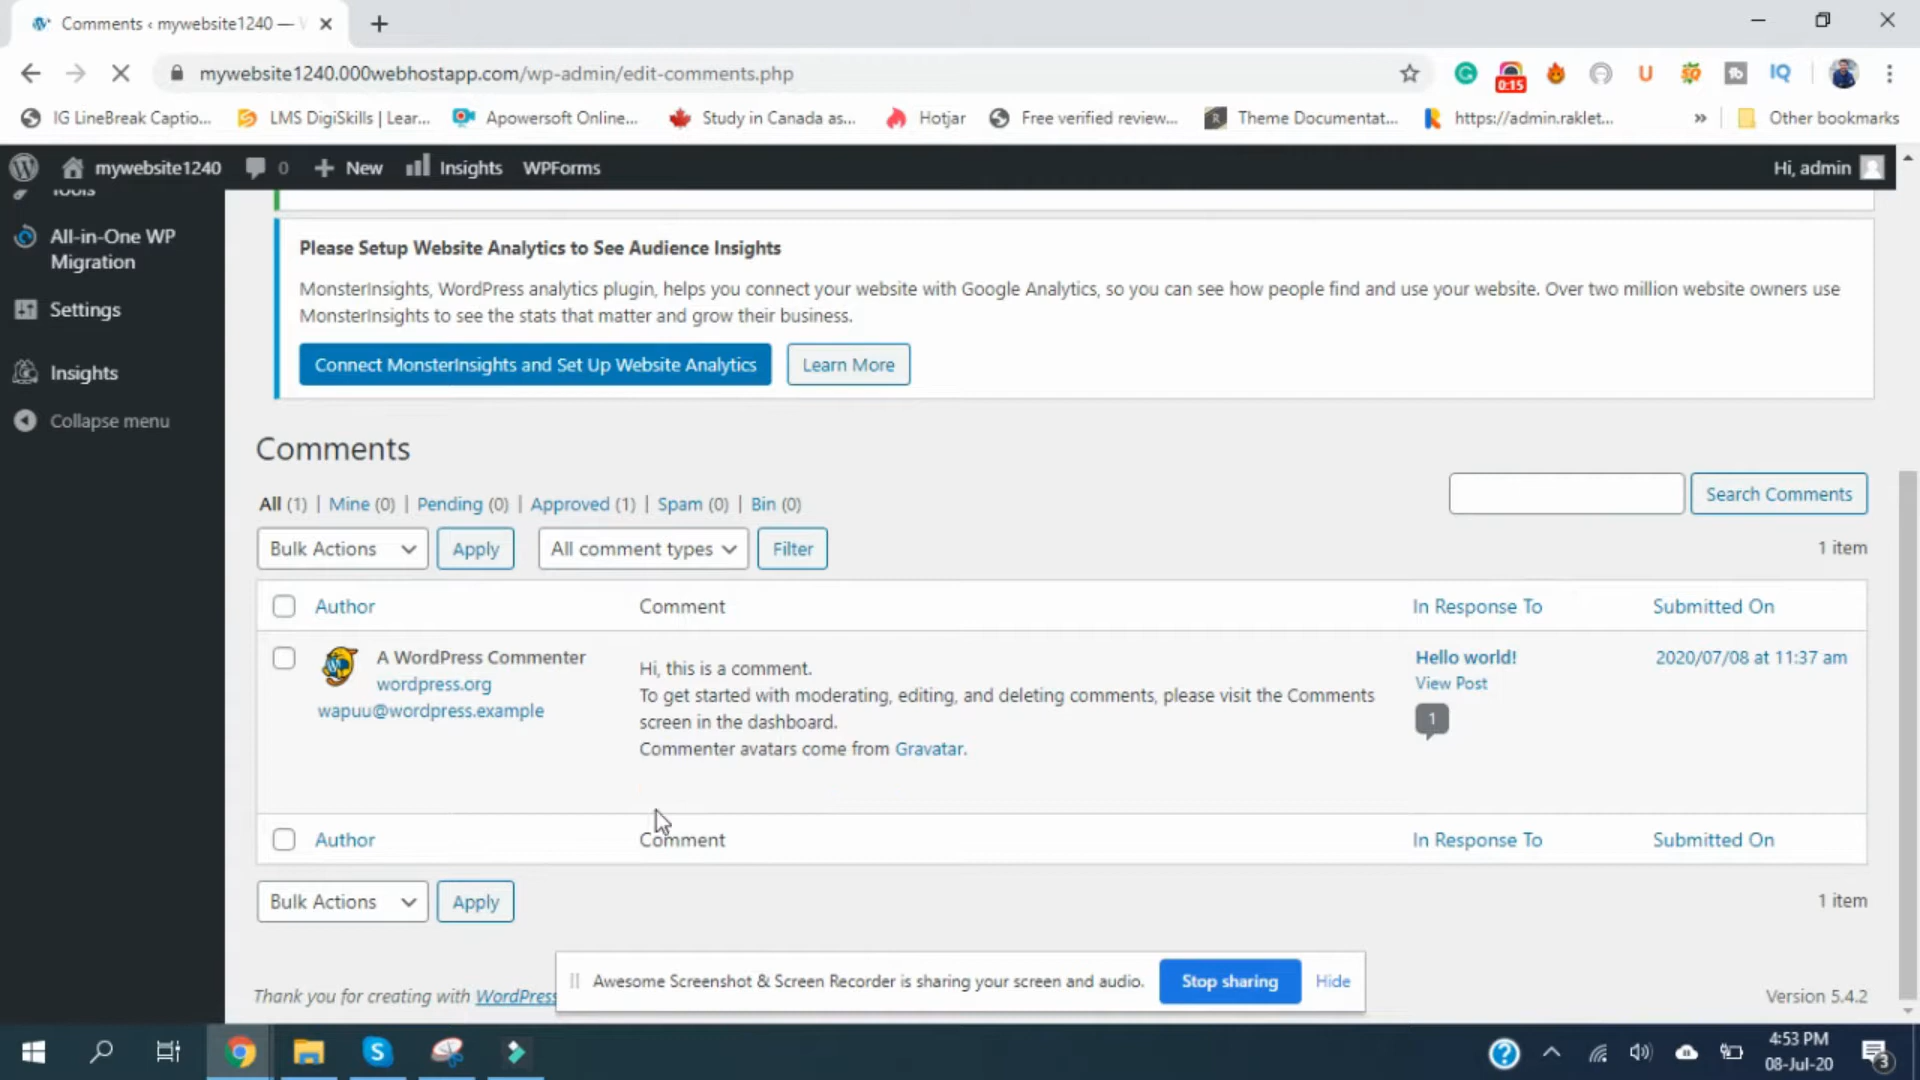 Comments ‹ mywebsite1240 —
mywebsite1240.000webhostapp.com/wp-admin/edit-comments.php
0:15
U
IQ
IG LineBreak Captio...
LMS DigiSkills | Lear...
Apowersoft Online...
Study in Canada as...
Hotjar
Free verified review...
Theme Documentat...
https://admin.raklet...
»
Other bookmarks
mywebsite1240
0
New
Insights
WPForms
Hi, admin
Tools
All-in-One WP
Migration
Settings
Insights
Collapse menu
Please Setup Website Analytics to See Audience Insights
MonsterInsights, WordPress analytics plugin, helps you connect your website with Google Analytics, so you can see how people find and use your website. Over two million website owners use
MonsterInsights to see the stats that matter and grow their business.
Connect MonsterInsights and Set Up Website Analytics
Learn More
Comments
Search Comments
All (1) | Mine (0) | Pending (0) | Approved (1) | Spam (0) | Bin (0)
Bulk Actions
Apply
All comment types
Filter
1 item
Author
Comment
In Response To
Submitted On
A WordPress Commenter
wordpress.org
wapuu@wordpress.example
Hi, this is a comment.
To get started with moderating, editing, and deleting comments, please visit the Comments
screen in the dashboard.
Commenter avatars come from Gravatar.
Hello world!
View Post
1
2020/07/08 at 11:37 am
Author
Comment
In Response To
Submitted On
Bulk Actions
Apply
1 item
Awesome Screenshot & Screen Recorder is sharing your screen and audio.
Stop sharing
Hide
Thank you for creating with WordPress
Version 5.4.2
4:53 PM
08-Jul-20
3